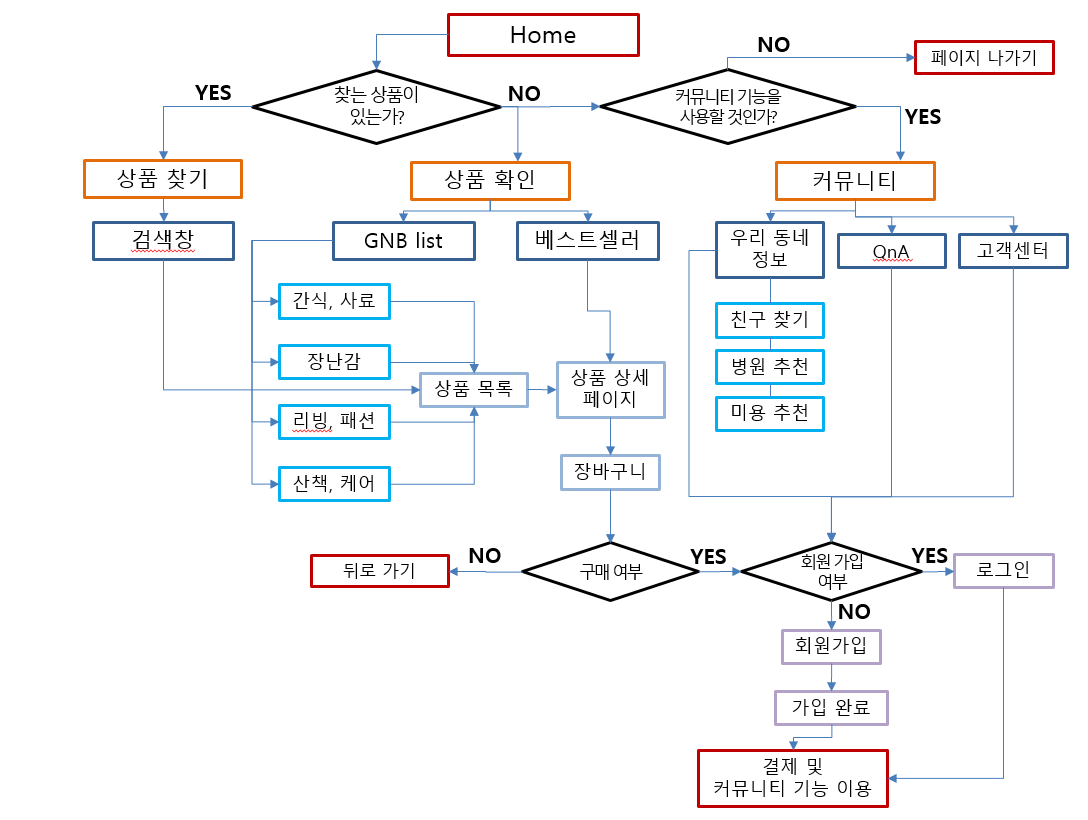 Home
NO
페이지 나가기
YES
찾는 상품이
있는가?
NO
커뮤니티 기능을
사용할 것인가?
YES
상품 찾기
상품 확인
커뮤니티
검색창
GNB list
베스트셀러
우리 동네
정보
QnA
고객센터
간식, 사료
친구 찾기
장난감
병원 추천
상품 목록
상품 상세
페이지
리빙, 패션
미용 추천
산책, 케어
장바구니
뒤로 가기
NO
구매 여부
YES
회원 가입
여부
YES
로그인
NO
회원가입
가입 완료
결제 및
커뮤니티 기능 이용